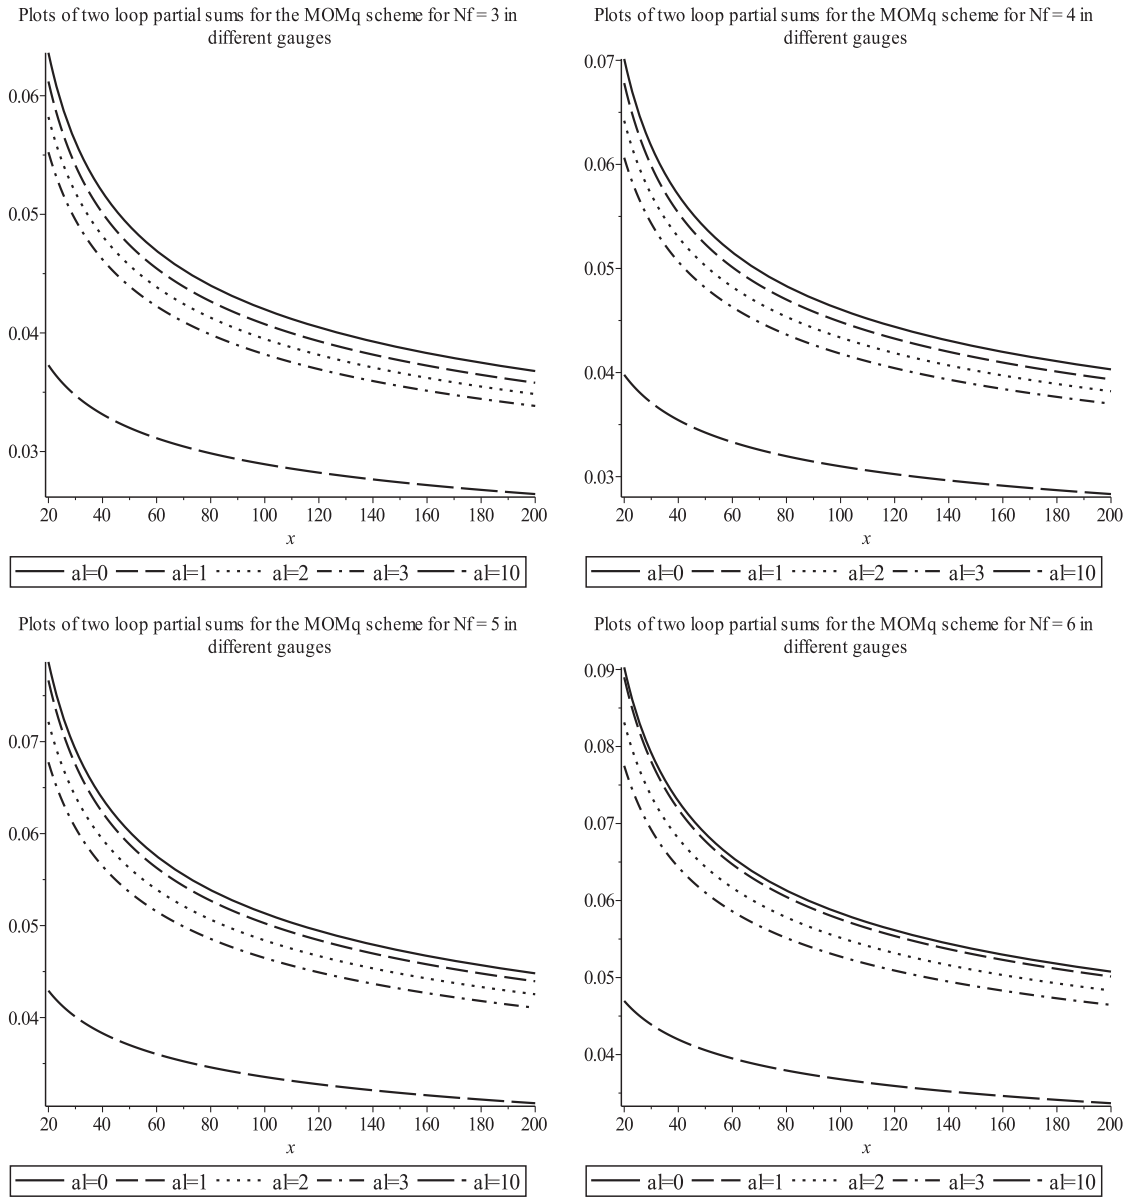 Plots of two loop partial sums for the MOMq scheme for Nf = 3 in
different gauges
0.06
0.05
0.04
0.03
20 40 60 80 100 120 140 160 180 200
x
al=0 al=1 al=2 al=3 al=10
Plots of two loop partial sums for the MOMq scheme for Nf = 4 in
different gauges
0.07
0.06
0.05
0.04
0.03
20 40 60 80 100 120 140 160 180 200
x
al=0 al=1 al=2 al=3 al=10
Plots of two loop partial sums for the MOMq scheme for Nf = 5 in
different gauges
0.07
0.06
0.05
0.04
20 40 60 80 100 120 140 160 180 200
x
al=0 al=1 al=2 al=3 al=10
Plots of two loop partial sums for the MOMq scheme for Nf = 6 in
different gauges
0.09
0.08
0.07
0.06
0.05
0.04
20 40 60 80 100 120 140 160 180 200
x
al=0 al=1 al=2 al=3 al=10